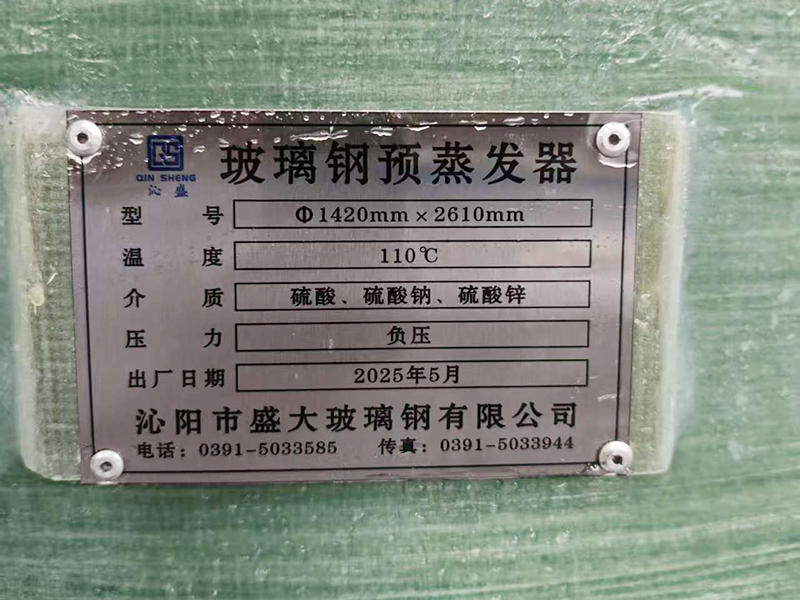 QS
QIN SHENG
沁盛
玻璃钢预蒸发器
型号 Φ1420mm×2610mm
温度 110℃
介质 硫酸、硫酸钠、硫酸锌
压力 负压
出厂日期 2025年5月
沁阳市盛大玻璃钢有限公司
电话：0391-5033585 传真：0391-5033944